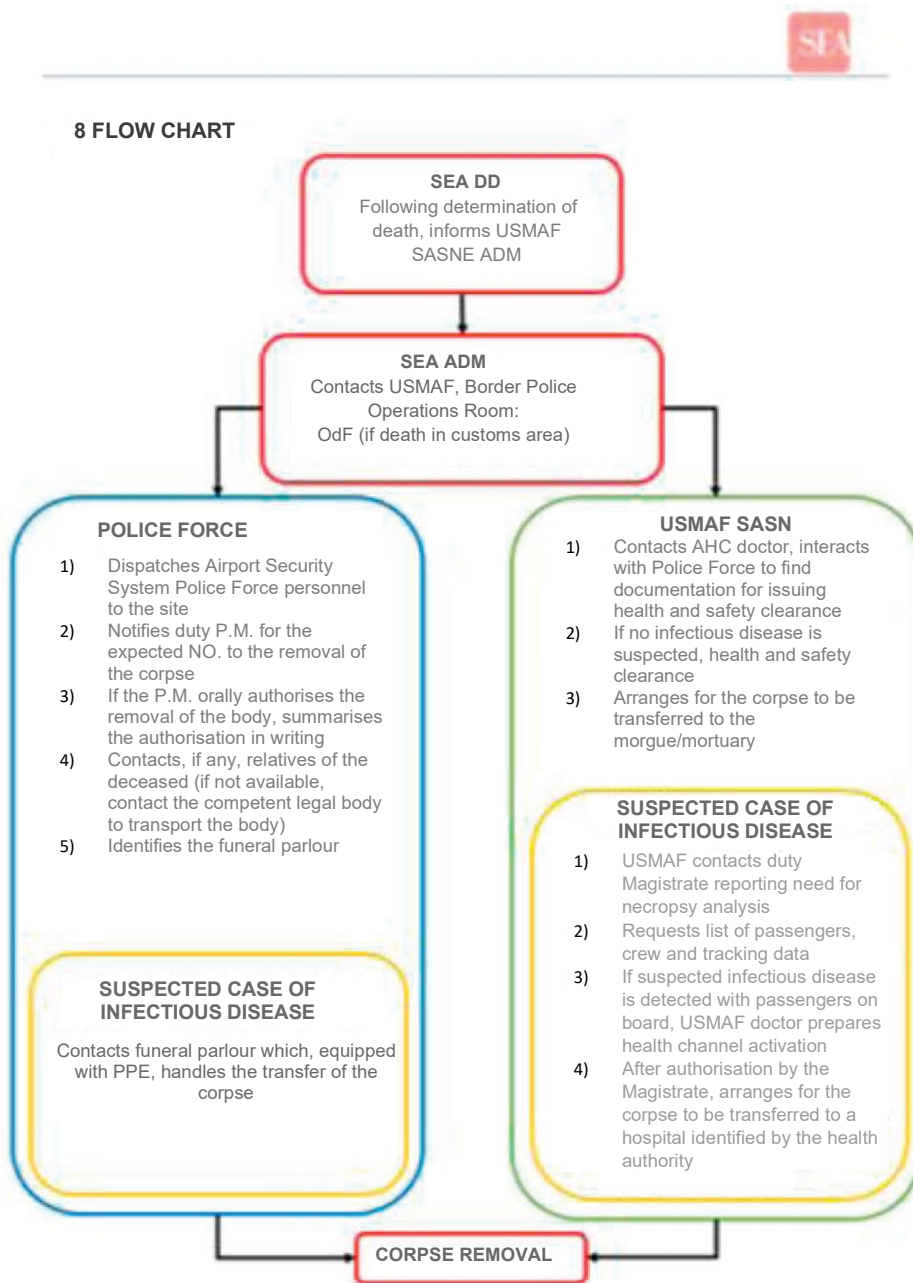 SEA
8 FLOW CHART
SEA DD
Following determination of
death, informs USMAF
SASNE ADM
SEA ADM
Contacts USMAF, Border Police
Operations Room:
OdF (if death in customs area)
POLICE FORCE
1) Dispatches Airport Security
System Police Force personnel
to the site
2) Notifies duty P.M. for the
expected NO. to the removal of
the corpse
3) If the P.M. orally authorises the
removal of the body, summarises
the authorisation in writing
4) Contacts, if any, relatives of the
deceased (if not available,
contact the competent legal body
to transport the body)
5) Identifies the funeral parlour
SUSPECTED CASE OF
INFECTIOUS DISEASE
Contacts funeral parlour which, equipped
with PPE, handles the transfer of the
corpse
USMAF SASN
1) Contacts AHC doctor, interacts
with Police Force to find
documentation for issuing
health and safety clearance
2) If no infectious disease is
suspected, health and safety
clearance
3) Arranges for the corpse to be
transferred to the
morgue/mortuary
SUSPECTED CASE OF
INFECTIOUS DISEASE
1) USMAF contacts duty
Magistrate reporting need for
necropsy analysis
2) Requests list of passengers,
crew and tracking data
3) If suspected infectious disease
is detected with passengers on
board, USMAF doctor prepares
health channel activation
4) After authorisation by the
Magistrate, arranges for the
corpse to be transferred to a
hospital identified by the health
authority
CORPSE REMOVAL